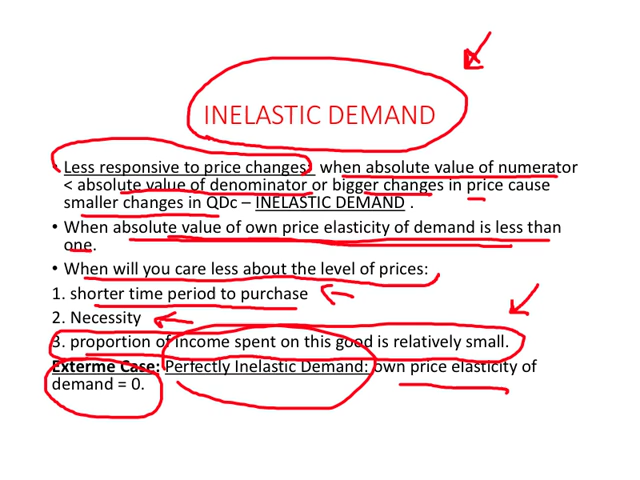 INELASTIC DEMAND
• Less responsive to price changes! when absolute value of numerator
< absolute value of denominator or bigger changes in price cause
smaller changes in QDc – INELASTIC DEMAND .
• When absolute value of own price elasticity of demand is less than
one.
• When will you care less about the level of prices:
1. shorter time period to purchase
2. Necessity
3. proportion of income spent on this good is relatively small.
Exterme Case: Perfectly Inelastic Demand: own price elasticity of
demand = 0.